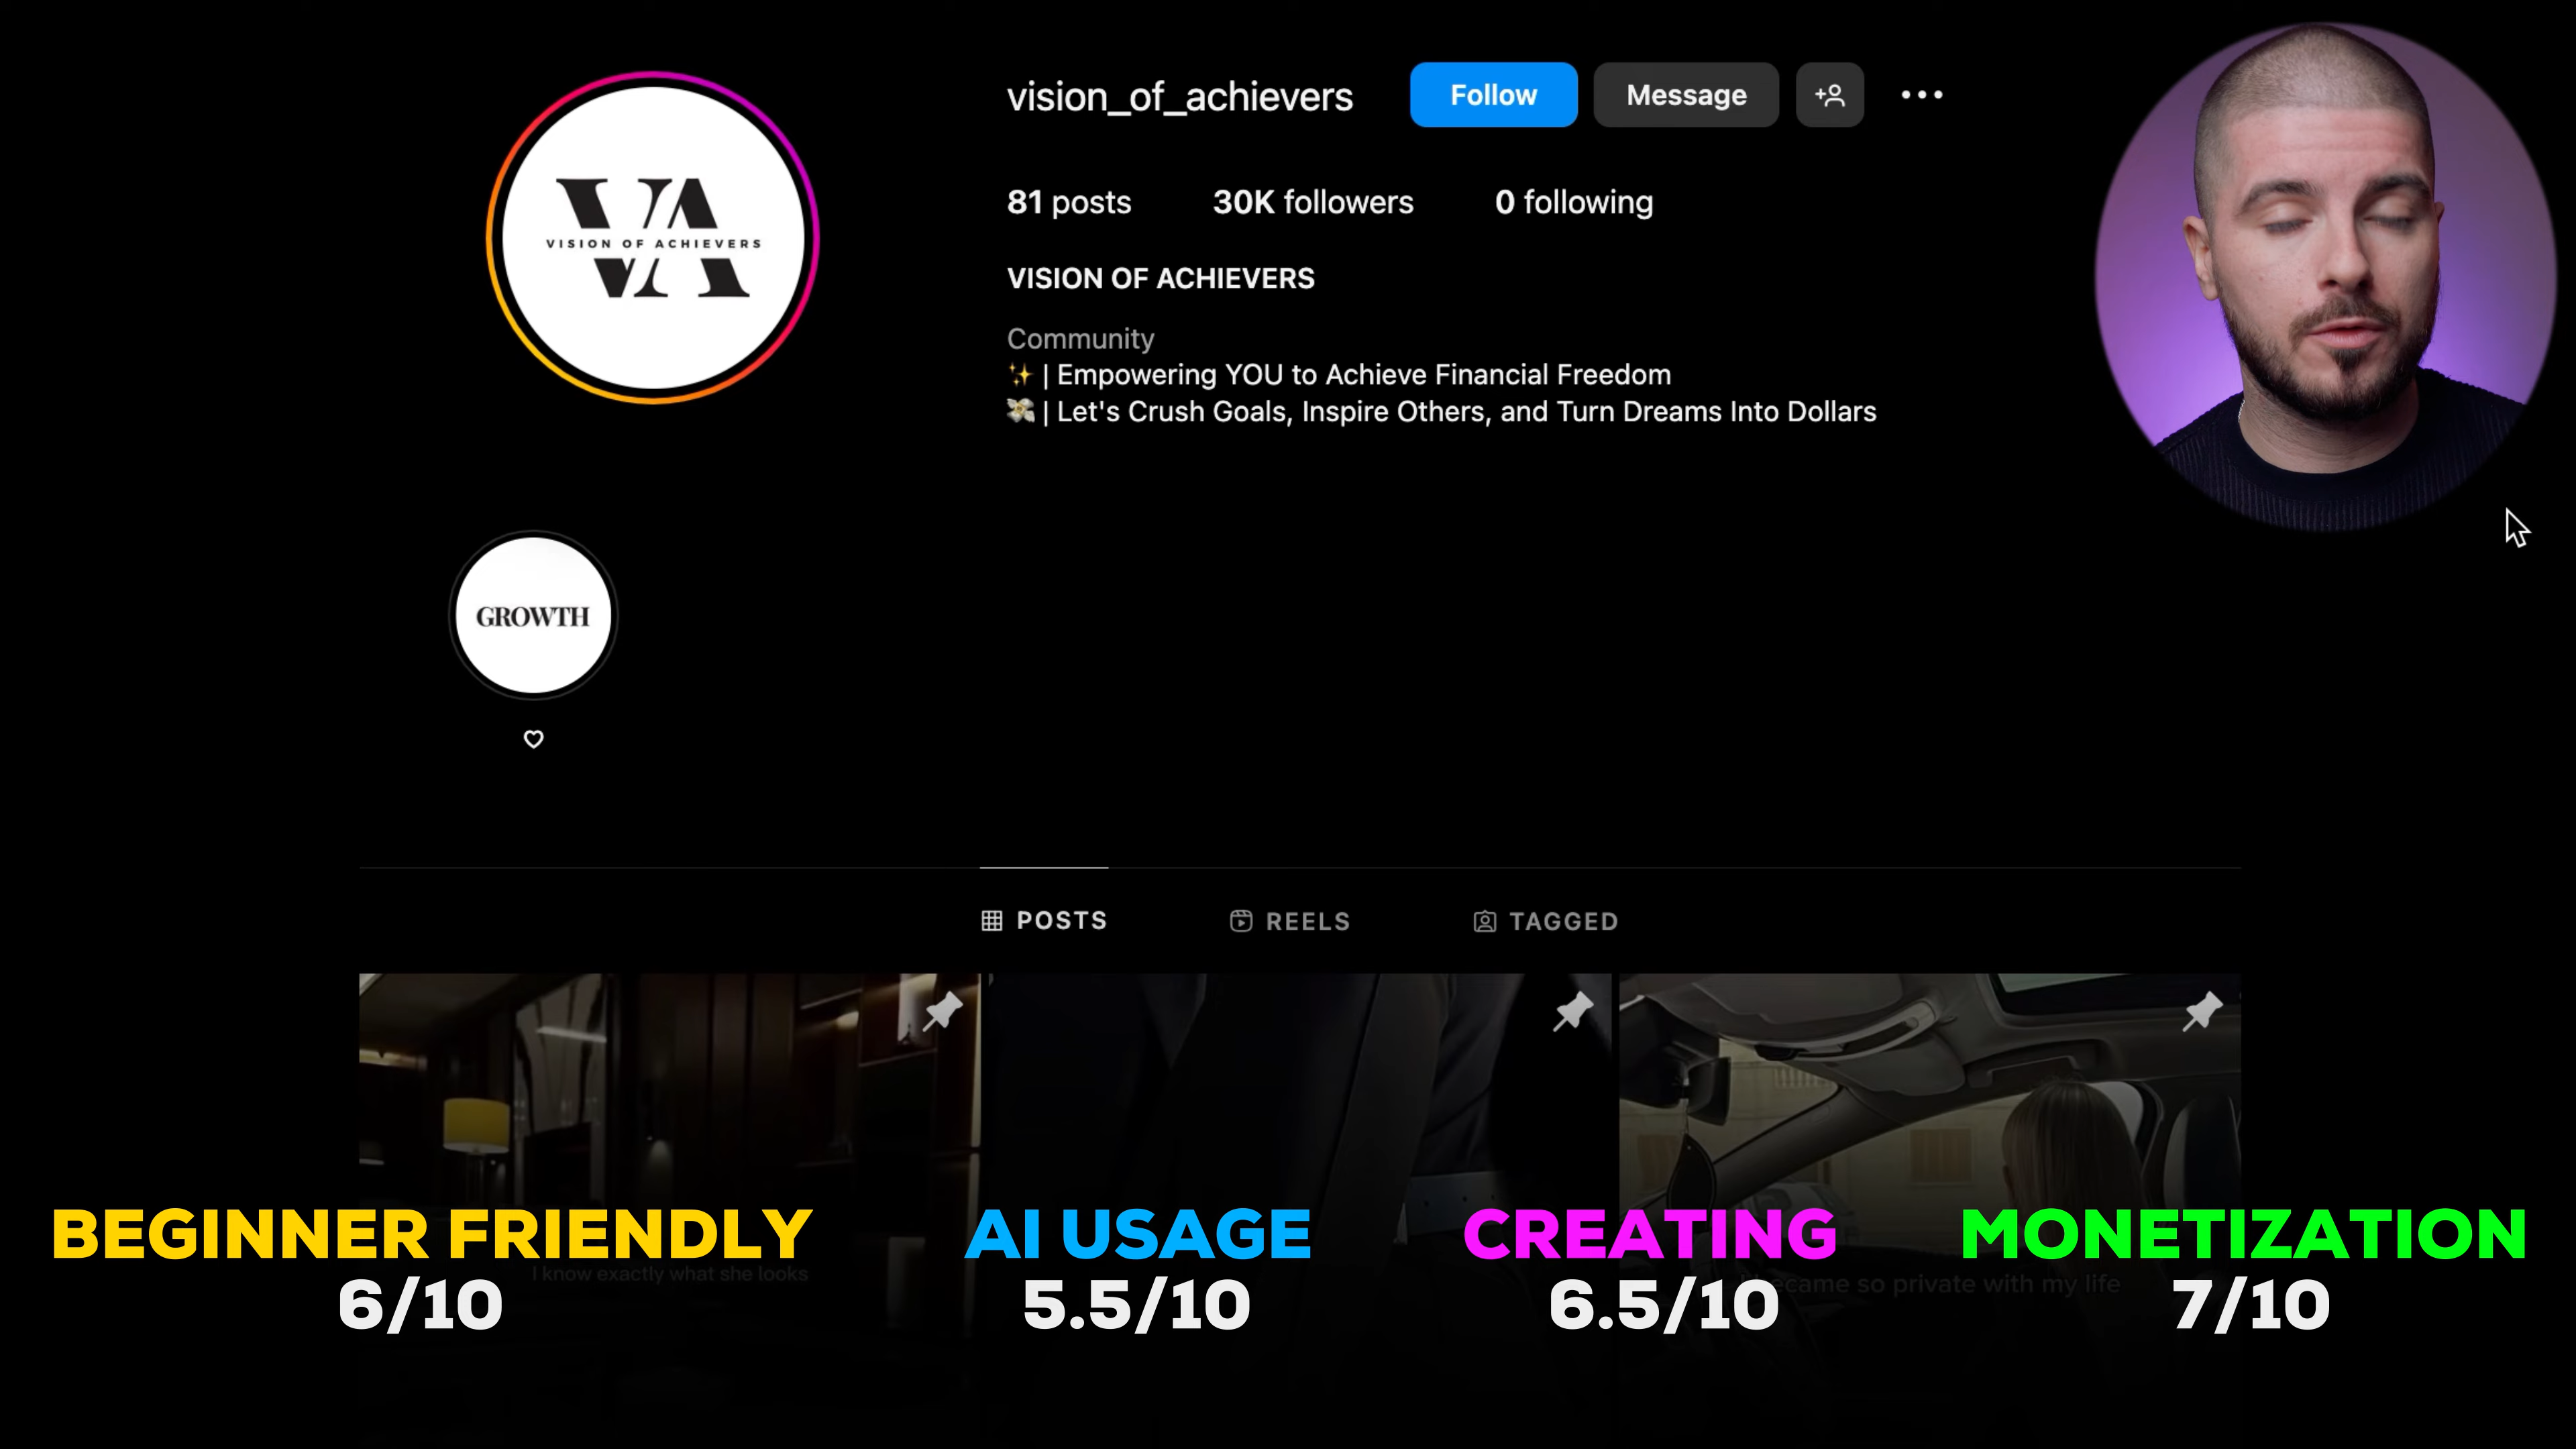 vision_of_achievers
Follow
Message
81 posts
30K followers
0 following
VISION OF ACHIEVERS
VA
VISION OF ACHIEVERS
Community
✨ | Empowering YOU to Achieve Financial Freedom
💸 | Let's Crush Goals, Inspire Others, and Turn Dreams Into Dollars
GROWTH
POSTS
REELS
TAGGED
BEGINNER FRIENDLY
6/10
AI USAGE
5.5/10
CREATING
6.5/10
MONETIZATION
7/10
I know exactly what she looks
so private with my life